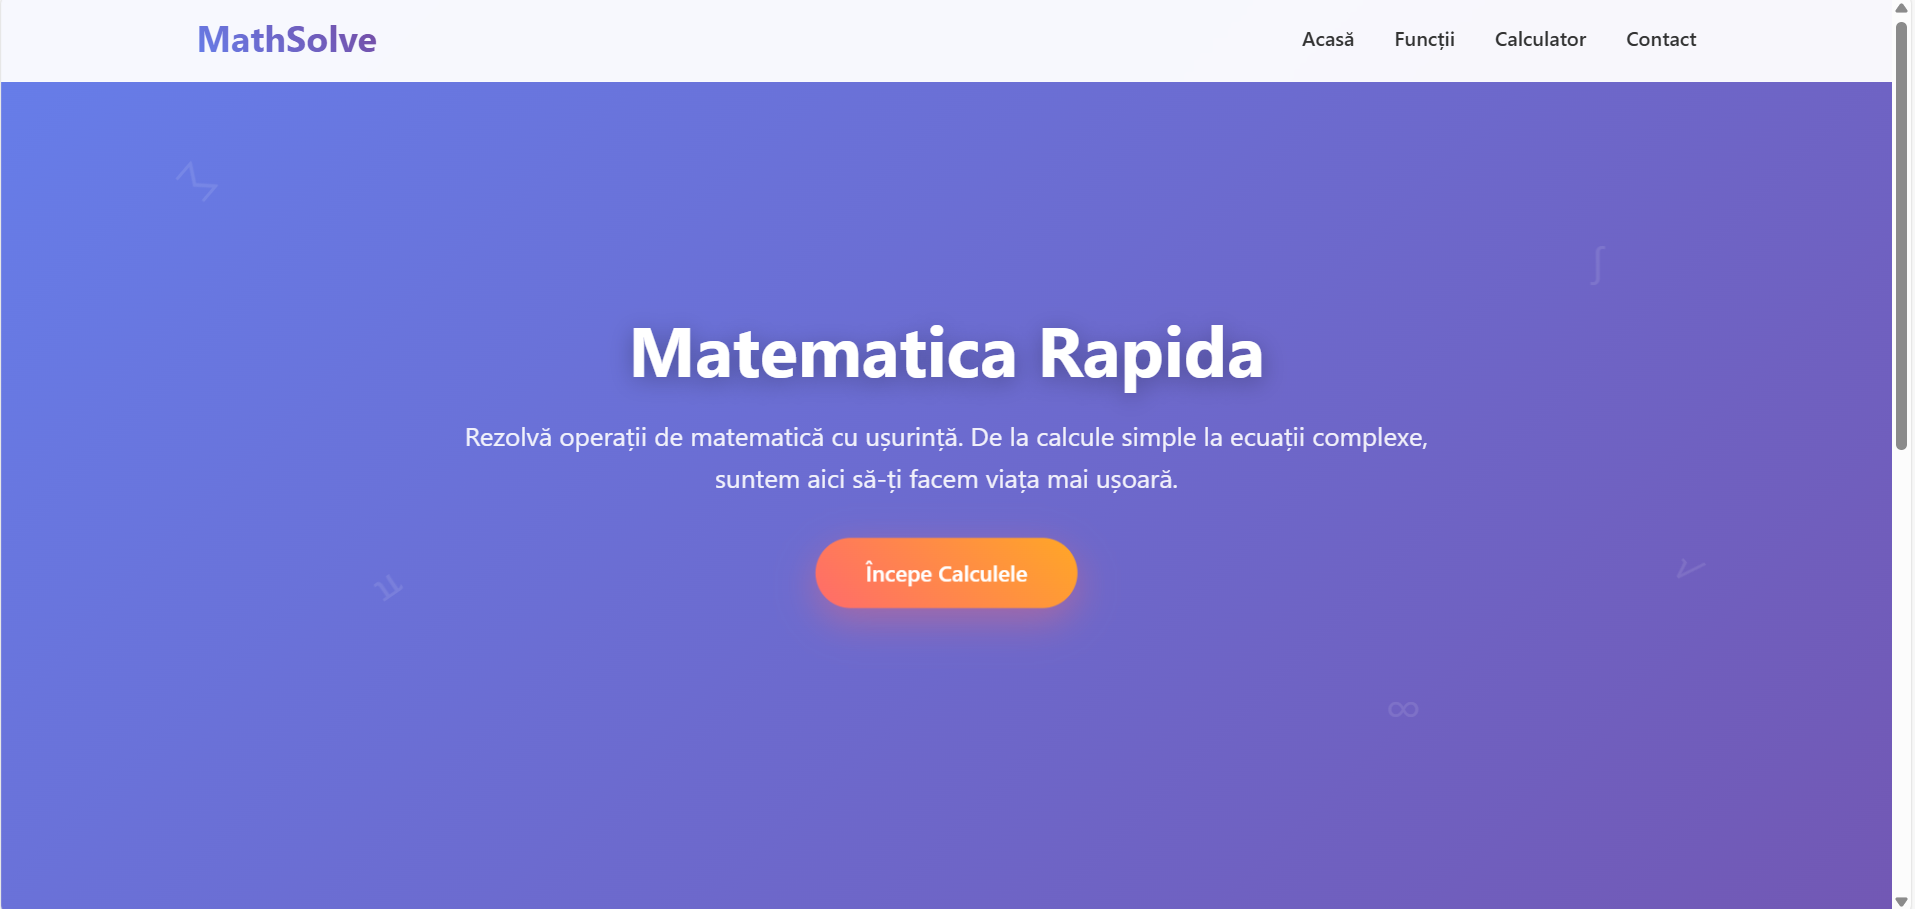 MathSolve
Acasă
Funcții
Calculator
Contact
Σ
∫
Matematica Rapida
Rezolvă operații de matematică cu ușurință. De la calcule simple la ecuații complexe,
suntem aici să-ți facem viața mai ușoară.
Începe Calculele
π
√
∞